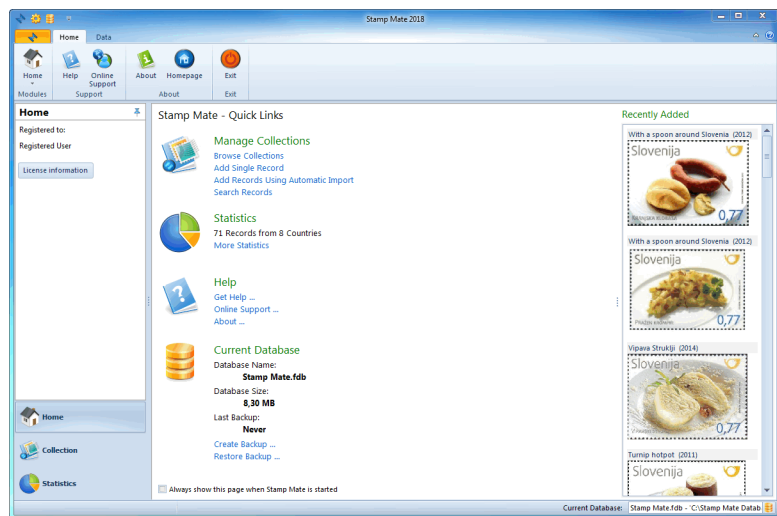 Stamp Mate 2018
Home Data
Home Help Online Support About Homepage Exit
Modules Support About Exit
Home
Registered to:
Registered User
License information
Home
Collection
Statistics
Stamp Mate - Quick Links
Manage Collections
Browse Collections
Add Single Record
Add Records Using Automatic Import
Search Records
Statistics
71 Records from 8 Countries
More Statistics
Help
Get Help ...
Online Support ...
About ...
Current Database
Database Name:
Stamp Mate.fdb
Database Size:
8,30 MB
Last Backup:
Never
Create Backup ...
Restore Backup ...
Always show this page when Stamp Mate is started
Recently Added
With a spoon around Slovenia (2012)
Slovenija
0,77
With a spoon around Slovenia (2012)
Slovenija
0,77
Vipava Struklji (2014)
Slovenija
0,77
Turnip hotpot (2011)
Slovenija
Current Database: Stamp Mate.fdb - 'C:\Stamp Mate Datab